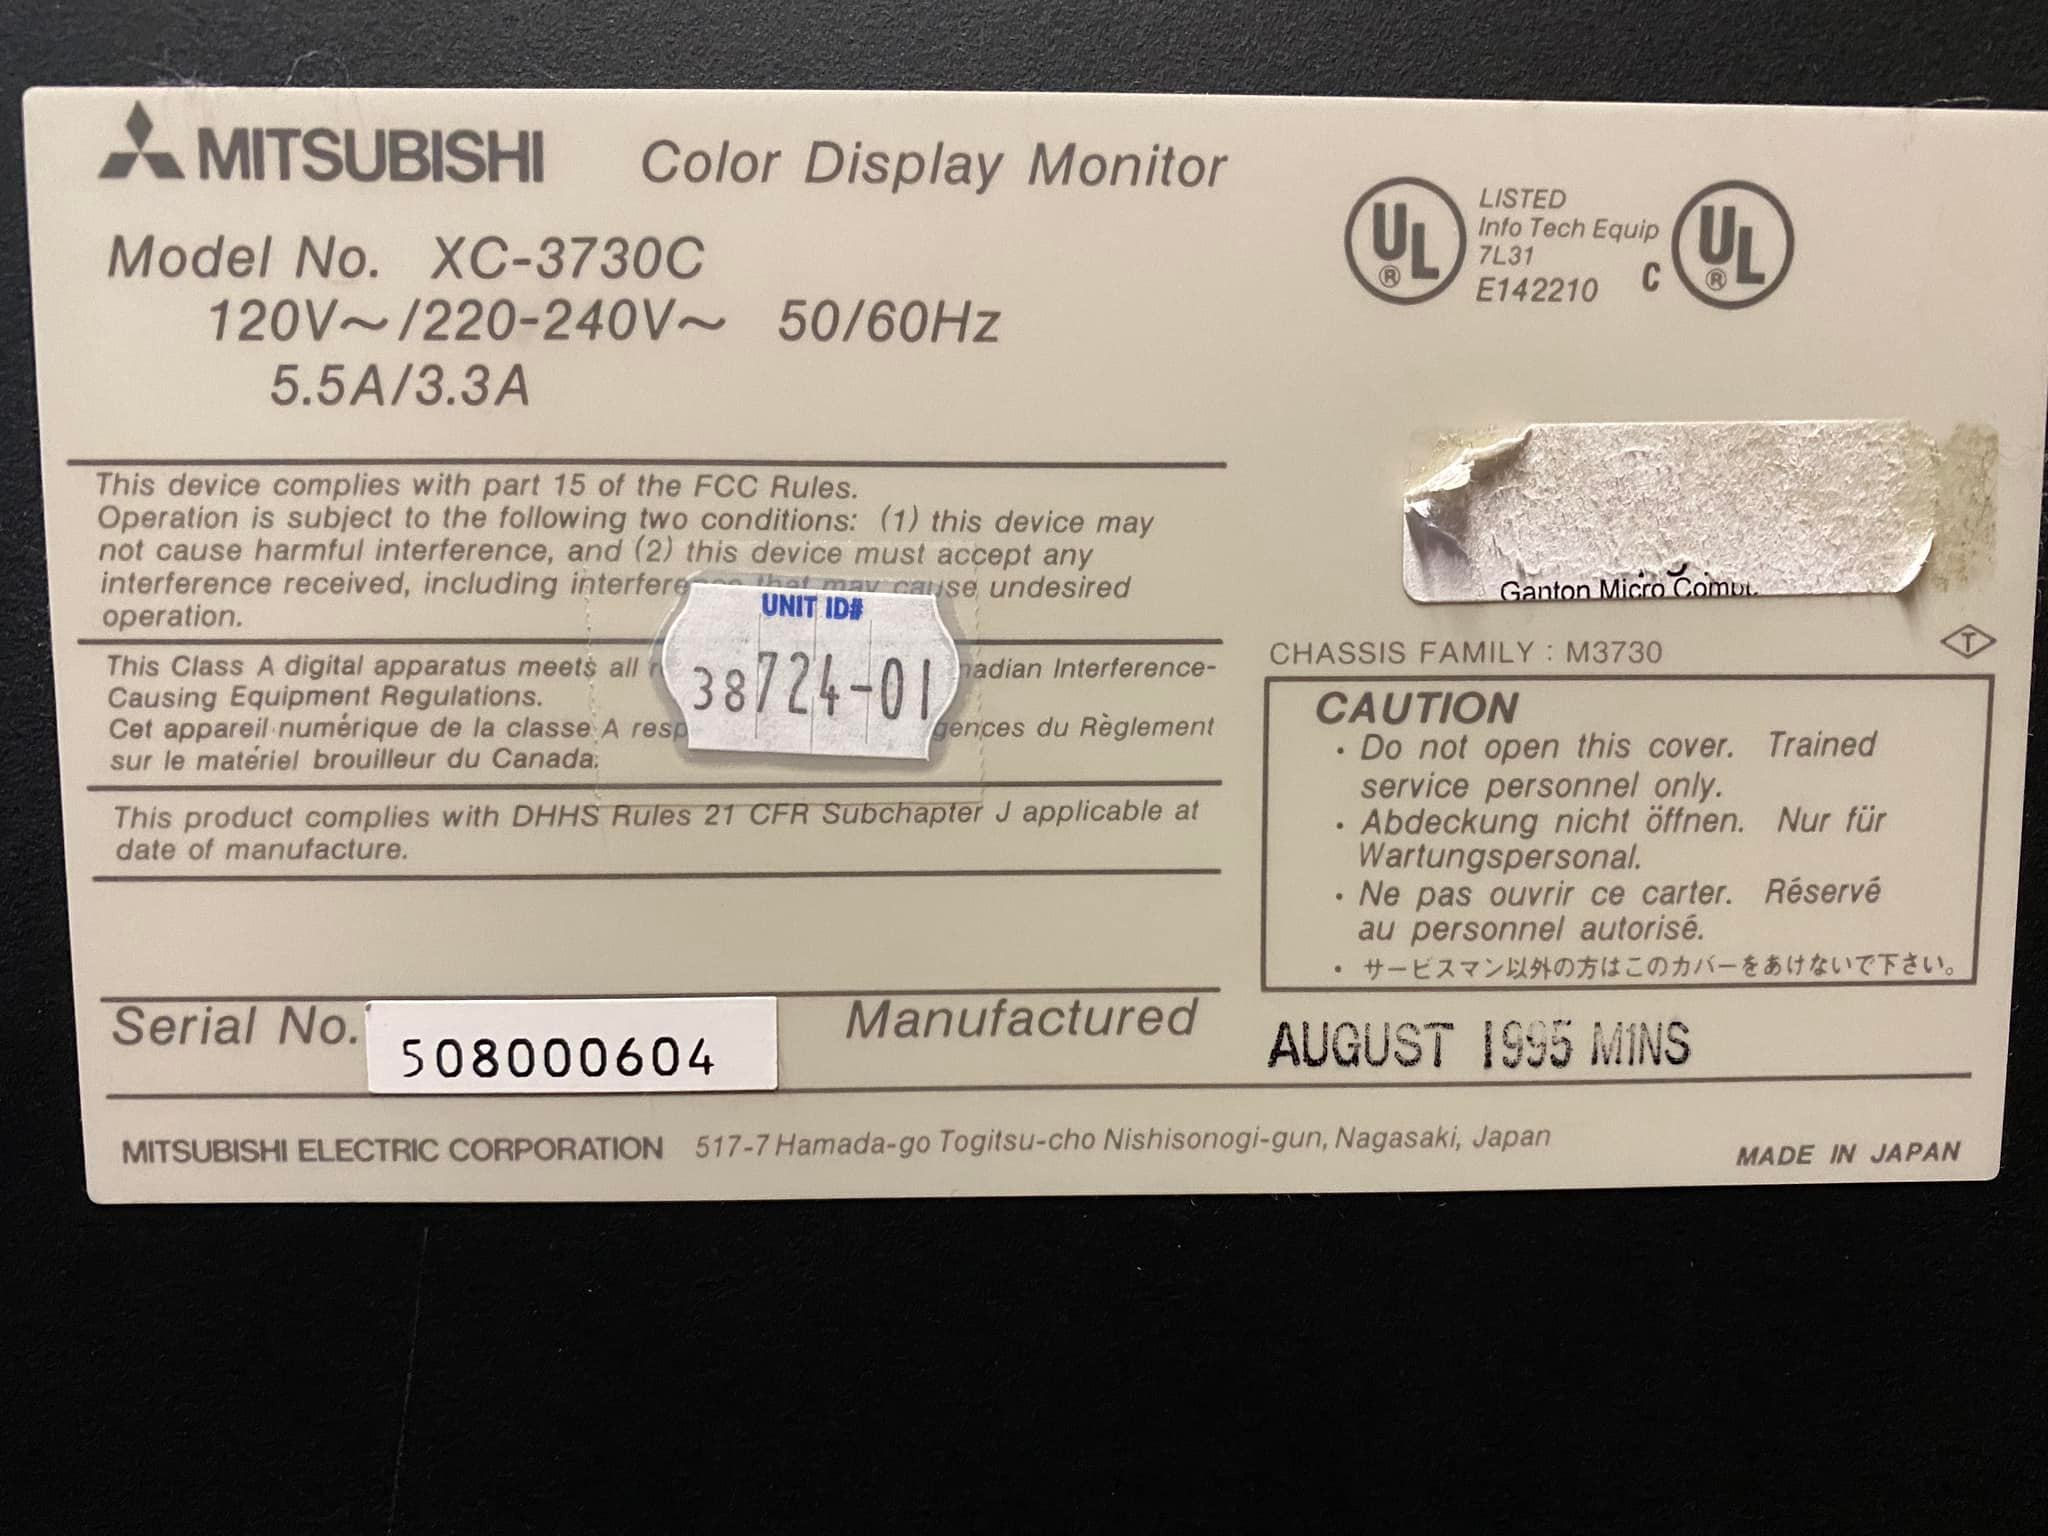 MITSUBISHI Color Display Monitor
Model No. XC-3730C
120V~/220-240V~ 50/60Hz
5.5A/3.3A
UL
®
LISTED
Info Tech Equip
7L31
E142210
C UL
®
This device complies with part 15 of the FCC Rules.
Operation is subject to the following two conditions: (1) this device may
not cause harmful interference, and (2) this device must accept any
interference received, including that may cause undesired
operation.
This Class A digital apparatus meets all Interference-
Causing Equipment Regulations.
Cet appareil numérique de la classe A du Règlement
sur le matériel brouilleur du Canada.
UNIT ID#
38724-01
This product complies with DHHS Rules 21 CFR Subchapter J applicable at
date of manufacture.
Ganton Micro
CHASSIS FAMILY : M3730
T
CAUTION
· Do not open this cover. Trained
service personnel only.
· Abdeckung nicht öffnen. Nur für
Wartungspersonal.
· Ne pas ouvrir ce carter. Réservé
au personnel autorisé.
· サービスマン以外の方はこのカバーをあけないで下さい。
Serial No. 508000604 Manufactured AUGUST 1995 M1NS
MITSUBISHI ELECTRIC CORPORATION 517-7 Hamada-go Togitsu-cho Nishisonogi-gun, Nagasaki, Japan
MADE IN JAPAN